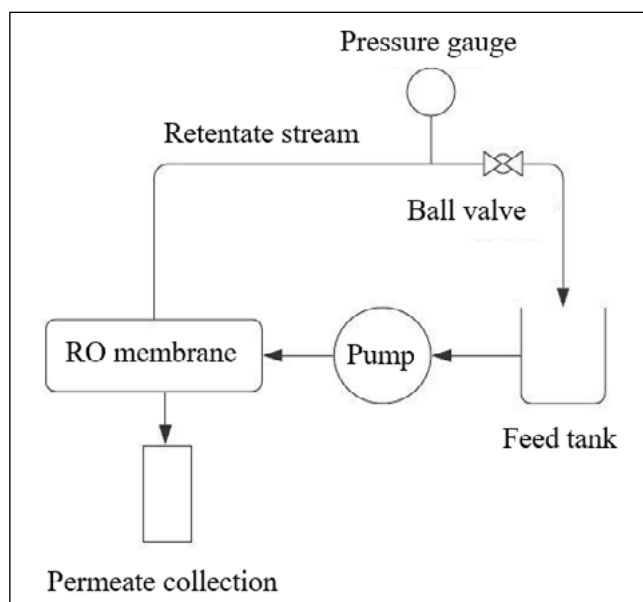 Pressure gauge
Retentate stream
Ball valve
RO membrane
Pump
Feed tank
Permeate collection